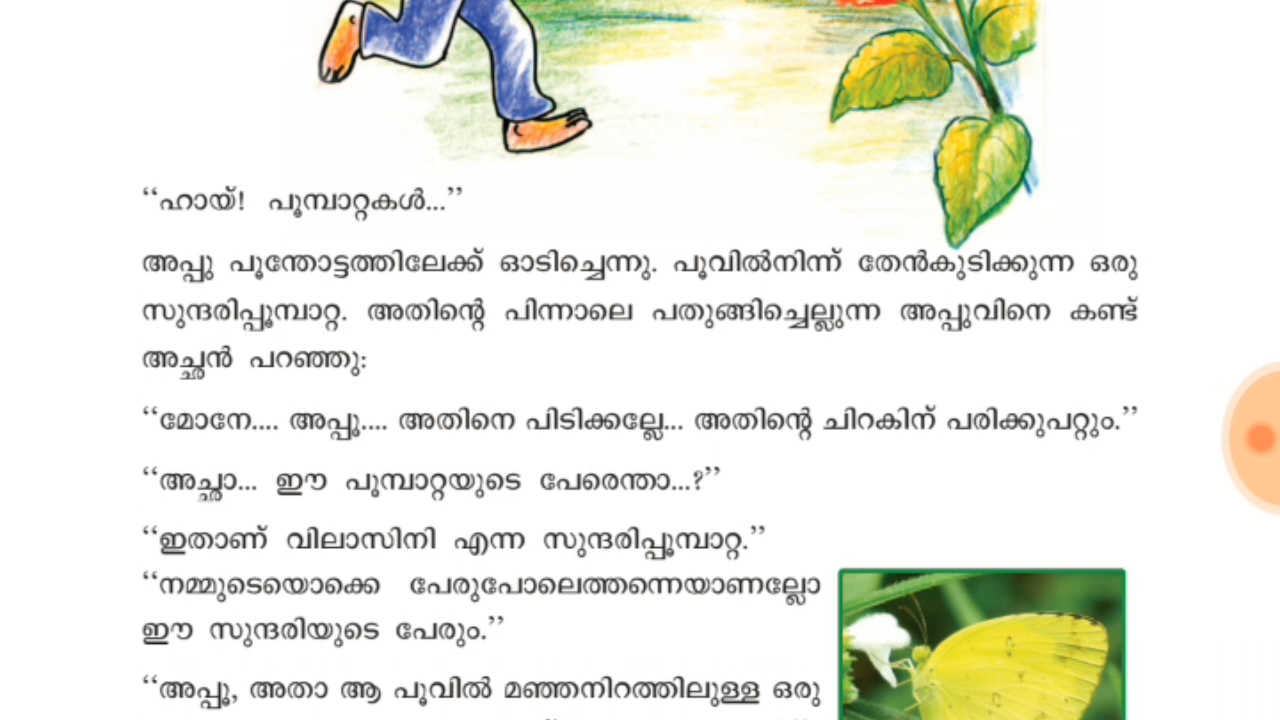 “ഹായ്! പൂമ്പാറ്റകൾ...”
അപ്പു പൂന്തോട്ടത്തിലേക്ക് ഓടിച്ചെന്നു. പൂവിൽനിന്ന് തേൻകുടിക്കുന്ന ഒരു
സുന്ദരിപ്പൂമ്പാറ്റ. അതിന്റെ പിന്നാലെ പതുങ്ങിച്ചെല്ലുന്ന അപ്പുവിനെ കണ്ട്
അച്ഛൻ പറഞ്ഞു:
“മോനേ.... അപ്പൂ.... അതിനെ പിടിക്കല്ലേ... അതിന്റെ ചിറകിന് പരിക്കുപറ്റും.”
“അച്ഛാ... ഈ പൂമ്പാറ്റയുടെ പേരെന്താ...?”
“ഇതാണ് വിലാസിനി എന്ന സുന്ദരിപ്പൂമ്പാറ്റ.”
“നമ്മുടെയൊക്കെ പേരുപോലെത്തന്നെയാണല്ലോ
ഈ സുന്ദരിയുടെ പേരും.”
“അപ്പൂ, അതാ ആ പൂവിൽ മഞ്ഞനിറത്തിലുള്ള ഒരു